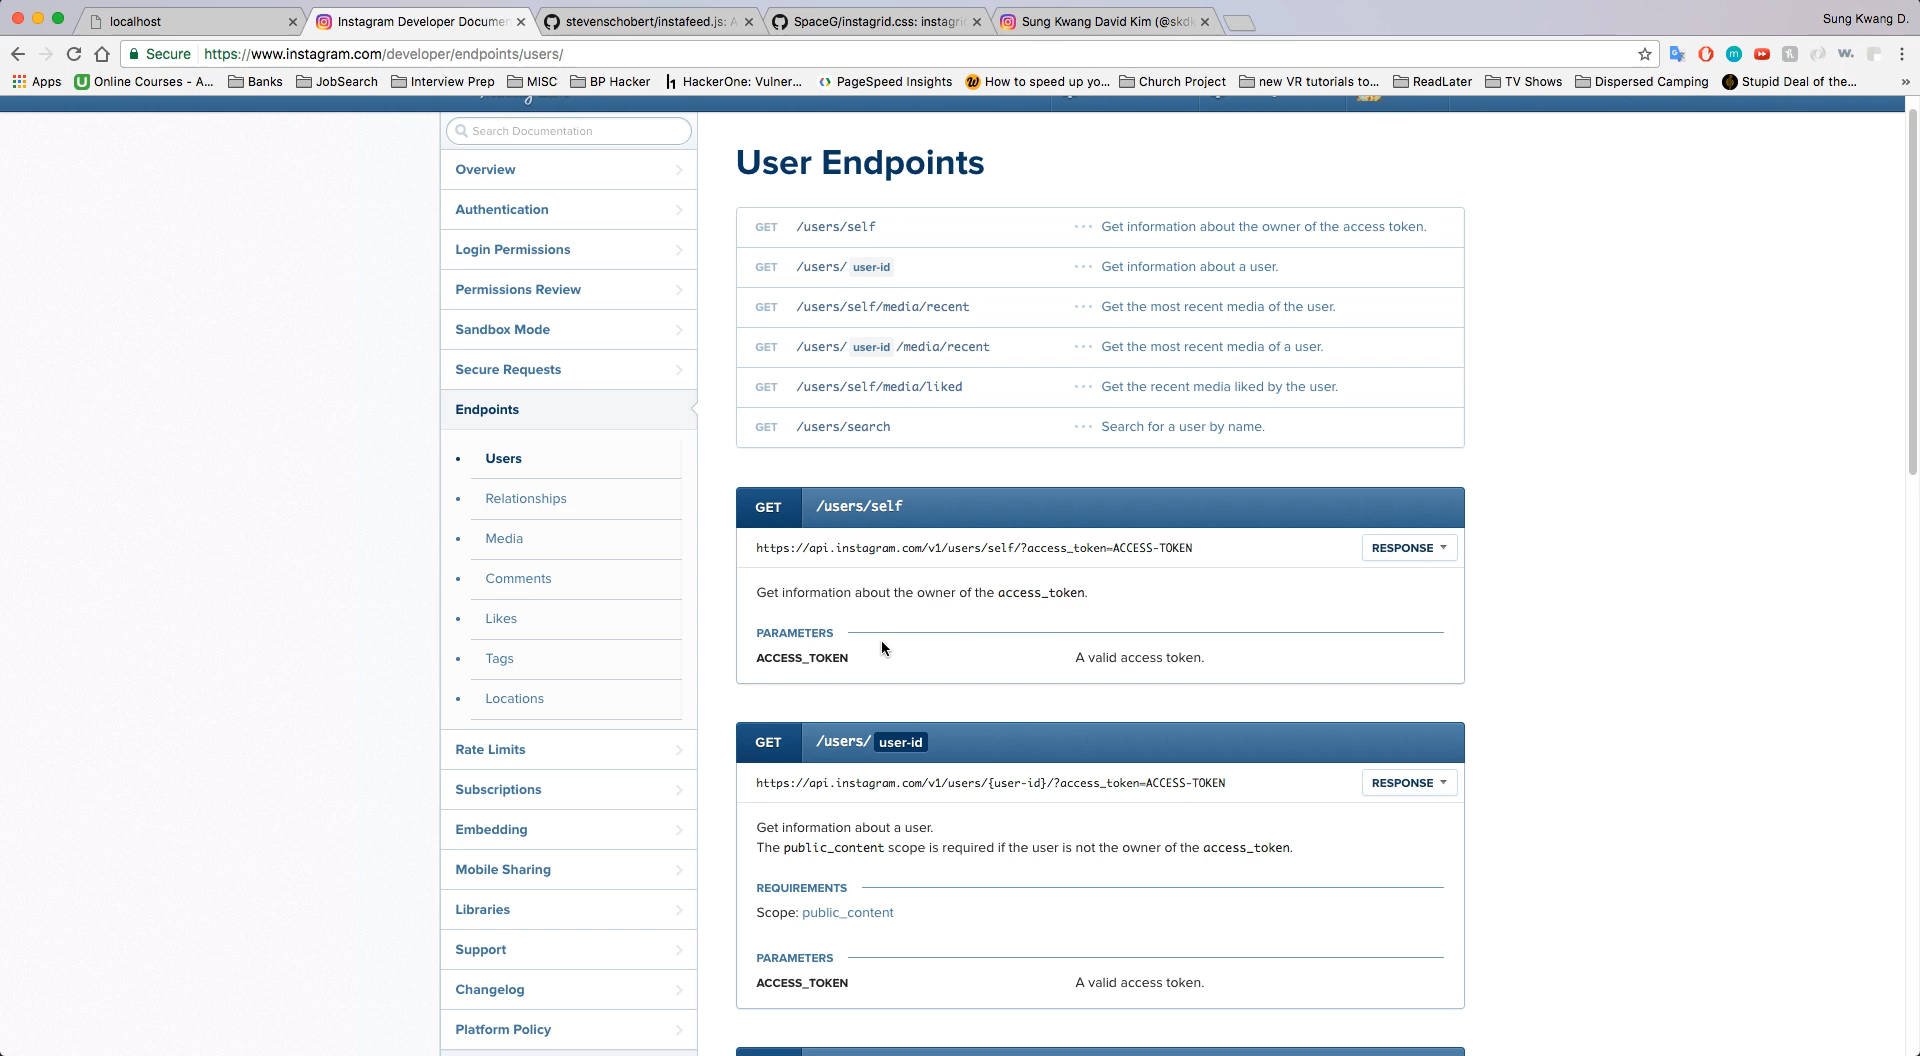 localhost
Instagram Developer Documen
stevenschobert/instafeed.js: A
SpaceG/instagrid.css: instagri
Sung Kwang David Kim (@skdk
Sung Kwang D.
Secure https://www.instagram.com/developer/endpoints/users/
Apps Online Courses - A... Banks JobSearch Interview Prep MISC BP Hacker HackerOne: Vulner... PageSpeed Insights How to speed up yo... Church Project new VR tutorials to... ReadLater TV Shows Dispersed Camping Stupid Deal of the... »
Search Documentation
Overview
Authentication
Login Permissions
Permissions Review
Sandbox Mode
Secure Requests
Endpoints
Users
Relationships
Media
Comments
Likes
Tags
Locations
Rate Limits
Subscriptions
Embedding
Mobile Sharing
Libraries
Support
Changelog
Platform Policy
User Endpoints
GET /users/self ··· Get information about the owner of the access token.
GET /users/ user-id ··· Get information about a user.
GET /users/self/media/recent ··· Get the most recent media of the user.
GET /users/ user-id /media/recent ··· Get the most recent media of a user.
GET /users/self/media/liked ··· Get the recent media liked by the user.
GET /users/search ··· Search for a user by name.
GET /users/self
https://api.instagram.com/v1/users/self/?access_token=ACCESS-TOKEN RESPONSE
Get information about the owner of the access_token.
PARAMETERS
ACCESS_TOKEN A valid access token.
GET /users/ user-id
https://api.instagram.com/v1/users/{user-id}/?access_token=ACCESS-TOKEN RESPONSE
Get information about a user.
The public_content scope is required if the user is not the owner of the access_token.
REQUIREMENTS
Scope: public_content
PARAMETERS
ACCESS_TOKEN A valid access token.